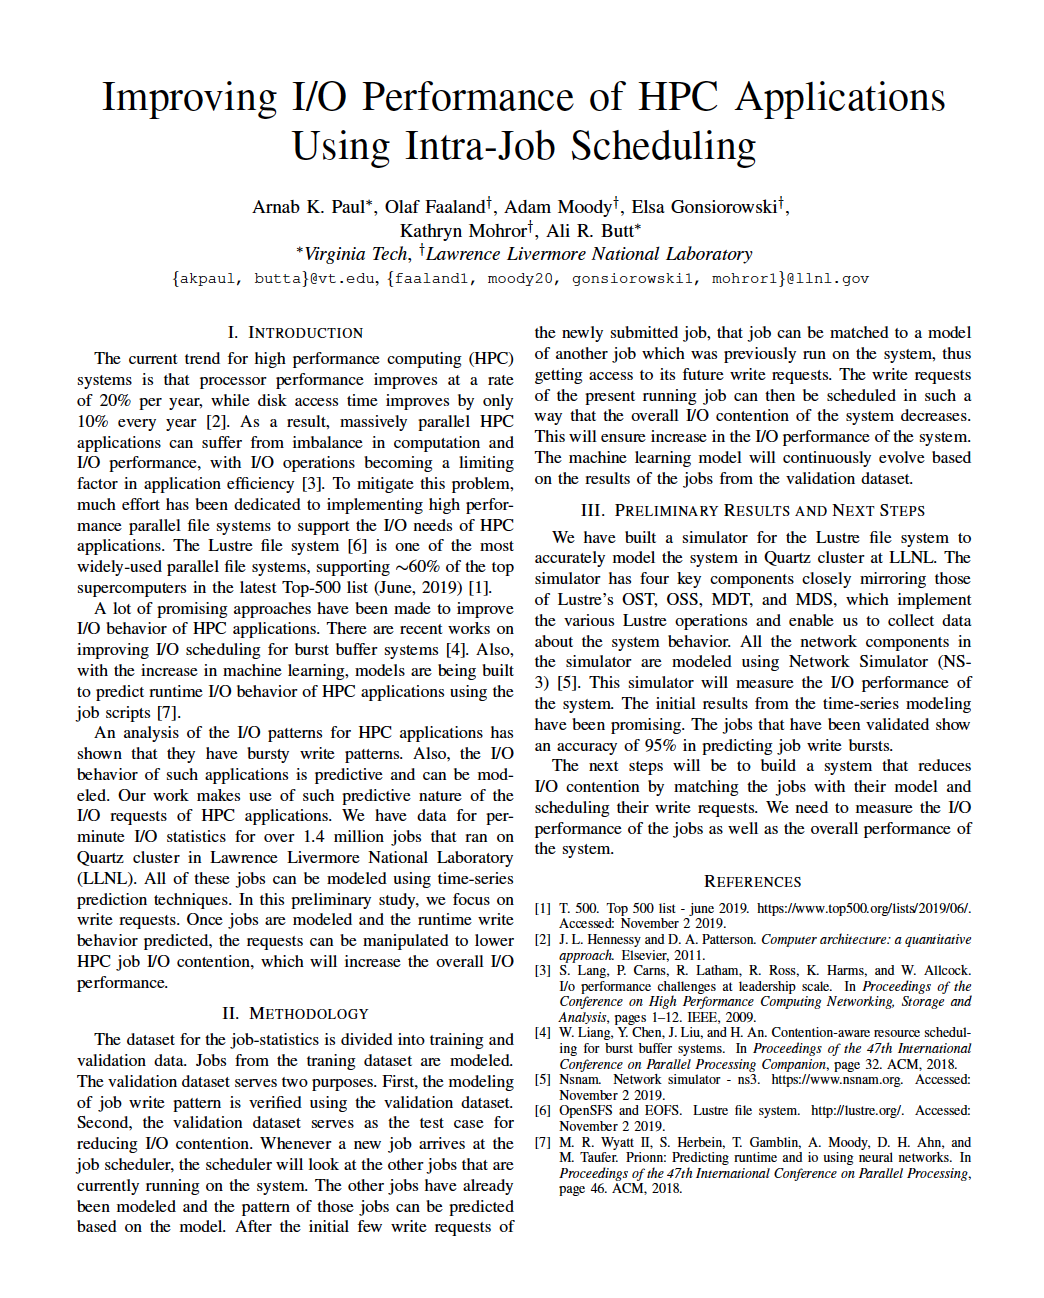 Improving I/O Performance of HPC Applications
Using Intra-Job Scheduling
Arnab K. Paul*, Olaf Faaland†, Adam Moody†, Elsa Gonsiorowski†,
Kathryn Mohror†, Ali R. Butt*
*Virginia Tech, †Lawrence Livermore National Laboratory
{akpaul, butta}@vt.edu, {faaland1, moody20, gonsiorowski1, mohror1}@llnl.gov
I. INTRODUCTION
The current trend for high performance computing (HPC)
systems is that processor performance improves at a rate
of 20% per year, while disk access time improves by only
10% every year [2]. As a result, massively parallel HPC
applications can suffer from imbalance in computation and
I/O performance, with I/O operations becoming a limiting
factor in application efficiency [3]. To mitigate this problem,
much effort has been dedicated to implementing high perfor-
mance parallel file systems to support the I/O needs of HPC
applications. The Lustre file system [6] is one of the most
widely-used parallel file systems, supporting ∼60% of the top
supercomputers in the latest Top-500 list (June, 2019) [1].
A lot of promising approaches have been made to improve
I/O behavior of HPC applications. There are recent works on
improving I/O scheduling for burst buffer systems [4]. Also,
with the increase in machine learning, models are being built
to predict runtime I/O behavior of HPC applications using the
job scripts [7].
An analysis of the I/O patterns for HPC applications has
shown that they have bursty write patterns. Also, the I/O
behavior of such applications is predictive and can be mod-
eled. Our work makes use of such predictive nature of the
I/O requests of HPC applications. We have data for per-
minute I/O statistics for over 1.4 million jobs that ran on
Quartz cluster in Lawrence Livermore National Laboratory
(LLNL). All of these jobs can be modeled using time-series
prediction techniques. In this preliminary study, we focus on
write requests. Once jobs are modeled and the runtime write
behavior predicted, the requests can be manipulated to lower
HPC job I/O contention, which will increase the overall I/O
performance.
II. METHODOLOGY
The dataset for the job-statistics is divided into training and
validation data. Jobs from the traning dataset are modeled.
The validation dataset serves two purposes. First, the modeling
of job write pattern is verified using the validation dataset.
Second, the validation dataset serves as the test case for
reducing I/O contention. Whenever a new job arrives at the
job scheduler, the scheduler will look at the other jobs that are
currently running on the system. The other jobs have already
been modeled and the pattern of those jobs can be predicted
based on the model. After the initial few write requests of
the newly submitted job, that job can be matched to a model
of another job which was previously run on the system, thus
getting access to its future write requests. The write requests
of the present running job can then be scheduled in such a
way that the overall I/O contention of the system decreases.
This will ensure increase in the I/O performance of the system.
The machine learning model will continuously evolve based
on the results of the jobs from the validation dataset.
III. PRELIMINARY RESULTS AND NEXT STEPS
We have built a simulator for the Lustre file system to
accurately model the system in Quartz cluster at LLNL. The
simulator has four key components closely mirroring those
of Lustre's OST, OSS, MDT, and MDS, which implement
the various Lustre operations and enable us to collect data
about the system behavior. All the network components in
the simulator are modeled using Network Simulator (NS-
3) [5]. This simulator will measure the I/O performance of
the system. The initial results from the time-series modeling
have been promising. The jobs that have been validated show
an accuracy of 95% in predicting job write bursts.
The next steps will be to build a system that reduces
I/O contention by matching the jobs with their model and
scheduling their write requests. We need to measure the I/O
performance of the jobs as well as the overall performance of
the system.
REFERENCES
[1] T. 500. Top 500 list - june 2019. https://www.top500.org/lists/2019/06/.
Accessed: November 2 2019.
[2] J. L. Hennessy and D. A. Patterson. Computer architecture: a quantitative
approach. Elsevier, 2011.
[3] S. Lang, P. Carns, R. Latham, R. Ross, K. Harms, and W. Allcock.
I/o performance challenges at leadership scale. In Proceedings of the
Conference on High Performance Computing Networking, Storage and
Analysis, pages 1–12. IEEE, 2009.
[4] W. Liang, Y. Chen, J. Liu, and H. An. Contention-aware resource schedul-
ing for burst buffer systems. In Proceedings of the 47th International
Conference on Parallel Processing Companion, page 32. ACM, 2018.
[5] Nsnam. Network simulator - ns3. https://www.nsnam.org. Accessed:
November 2 2019.
[6] OpenSFS and EOFS. Lustre file system. http://lustre.org/. Accessed:
November 2 2019.
[7] M. R. Wyatt II, S. Herbein, T. Gamblin, A. Moody, D. H. Ahn, and
M. Taufer. Prionn: Predicting runtime and io using neural networks. In
Proceedings of the 47th International Conference on Parallel Processing,
page 46. ACM, 2018.